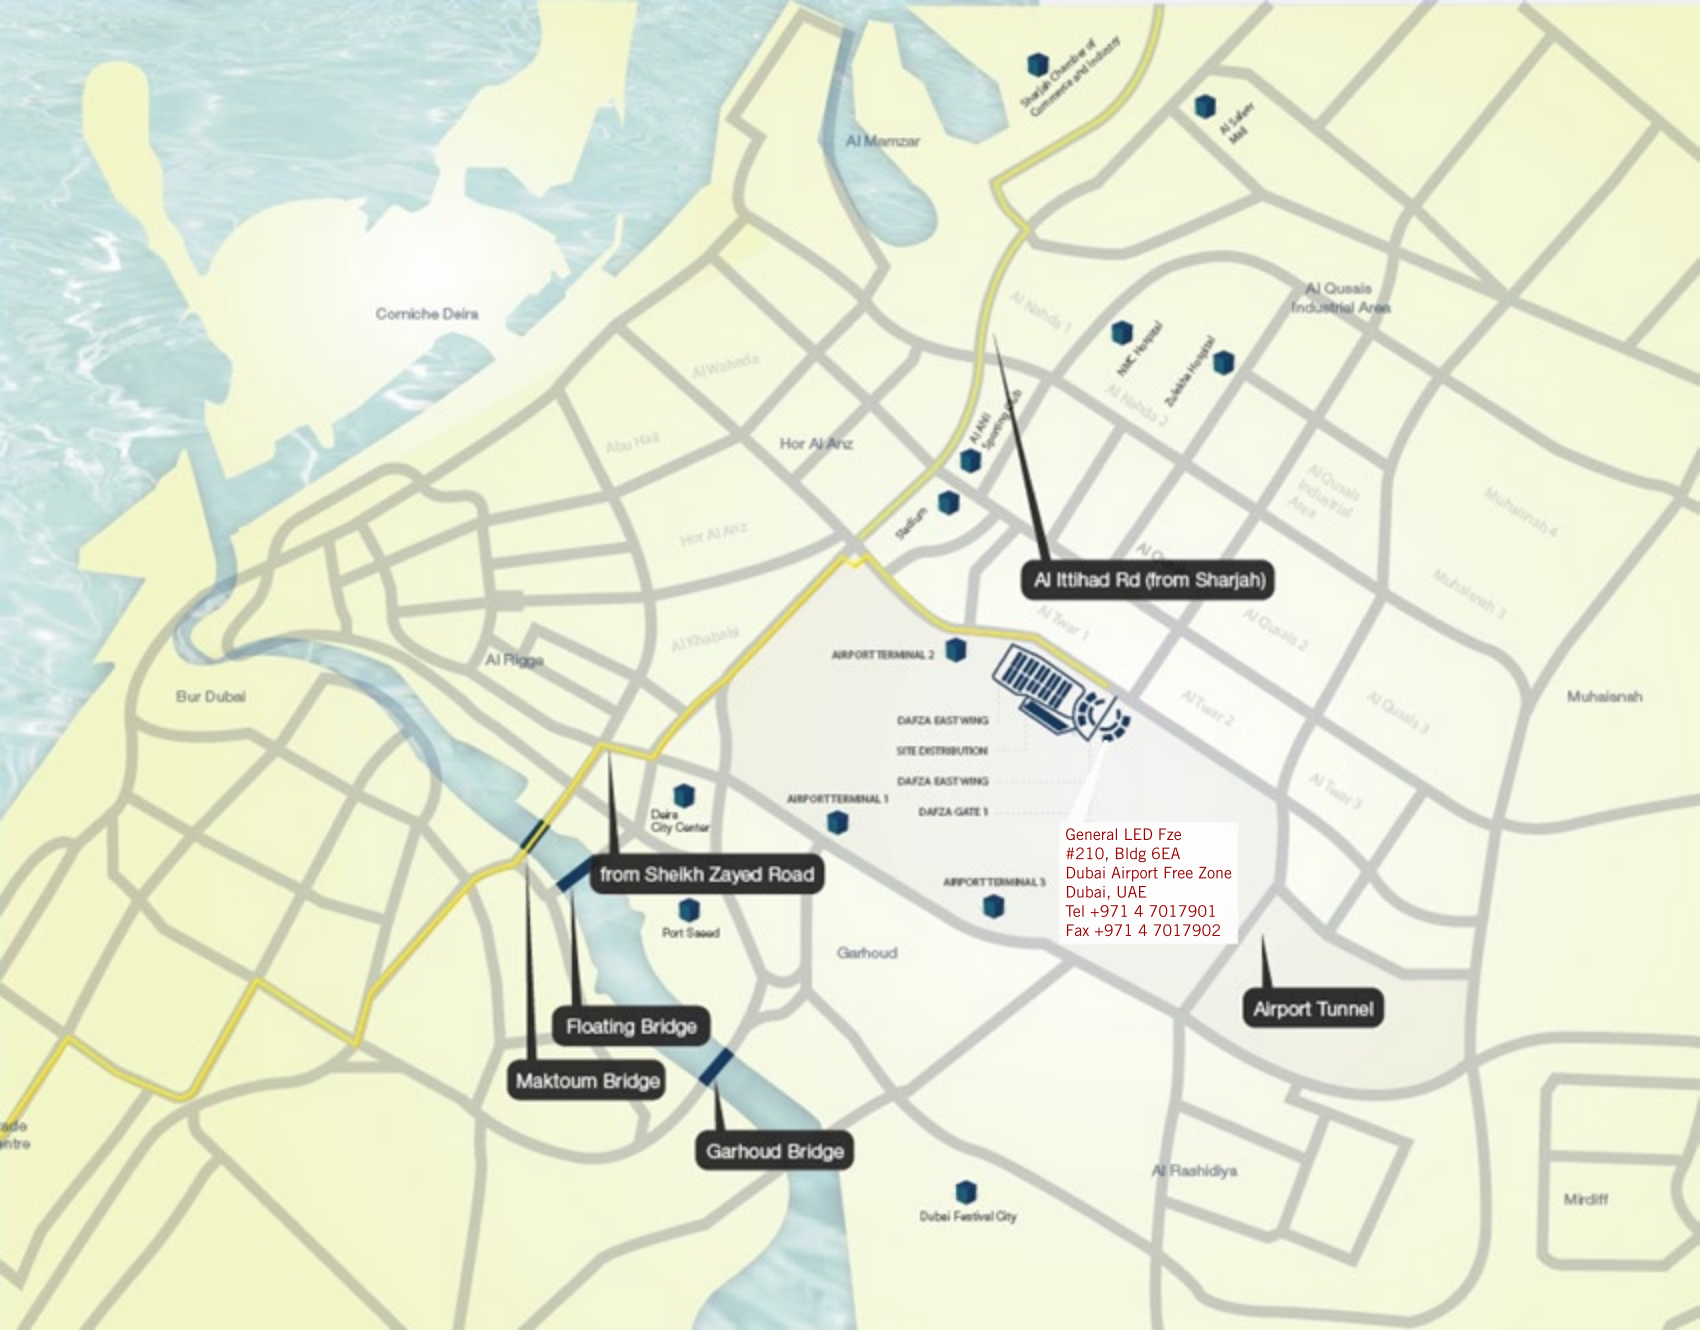 Sharjah Chamber of
Commerce and Industry
Al Safeer
Mall
Al Mamzar
Al Qusais
Industrial Area
Al Nahda 1
Corniche Deira
NMC Hospital
Zulekha Hospital
Al Waheda
Al Nahda 2
Al Ahli
Sporting Club
Abu Hail
Hor Al Anz
Al Qusais
Industrial
Area
Muhaisnah 4
Stadium
Hor Al Anz
Al Ittihad Rd (from Sharjah)
Muhaisnah 3
Al Twar 1
Al Qusais 2
Al Khabaisi
AIRPORT TERMINAL 2
Al Rigga
Bur Dubai
Muhaisnah
Al Twar 2
Al Qusais 3
DAFZA EAST WING
SITE DISTRIBUTION
DAFZA EAST WING
DAFZA GATE 1
Al Twar 3
AIRPORT TERMINAL 1
Deira
City Center
General LED Fze
#210, Bldg 6EA
Dubai Airport Free Zone
Dubai, UAE
Tel +971 4 7017901
Fax +971 4 7017902
from Sheikh Zayed Road
AIRPORT TERMINAL 3
Port Saeed
Garhoud
Airport Tunnel
Floating Bridge
Maktoum Bridge
Garhoud Bridge
ade
entre
Al Rashidiya
Mirdiff
Dubai Festival City